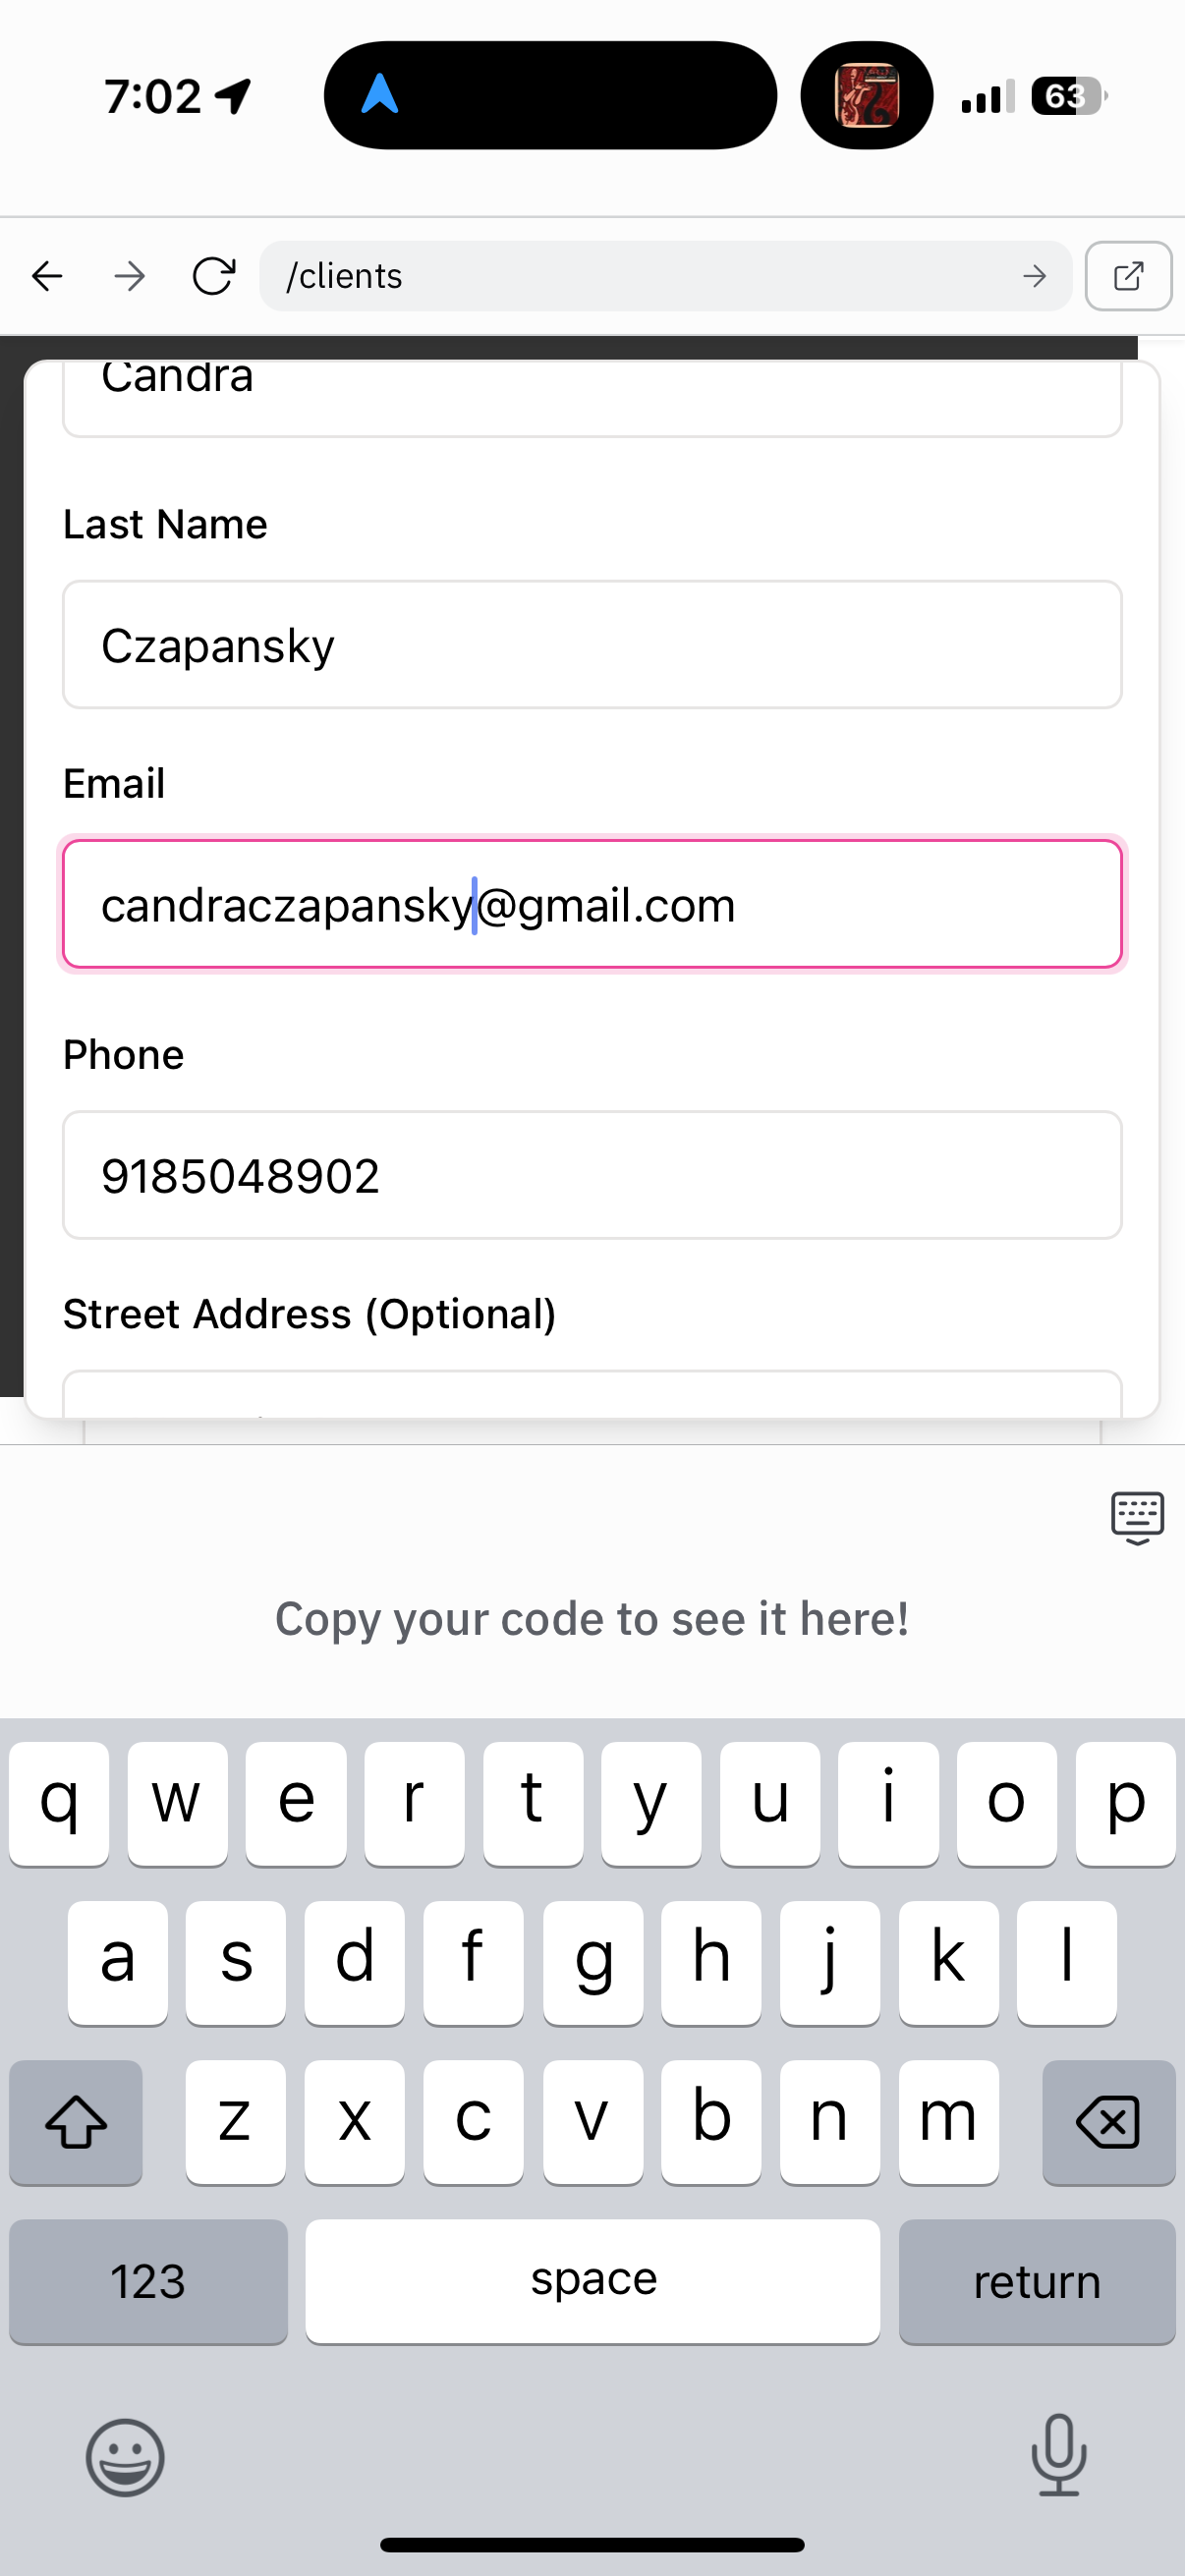 7:02
63
/clients
Candra
Last Name
Czapansky
Email
candraczapansky@gmail.com
Phone
9185048902
Street Address (Optional)
Copy your code to see it here!
q w e r t y u i o p
a s d f g h j k l
z x c v b n m
123 space return